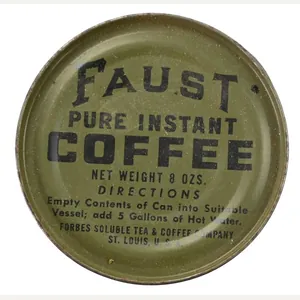 FAUST
PURE INSTANT
COFFEE
NET WEIGHT 8 OZS.
DIRECTIONS
Empty Contents of Can into Suitable
Vessel; add 5 Gallons of Hot Water.
FORBES SOLUBLE TEA & COFFEE COMPANY
ST. LOUIS, U.